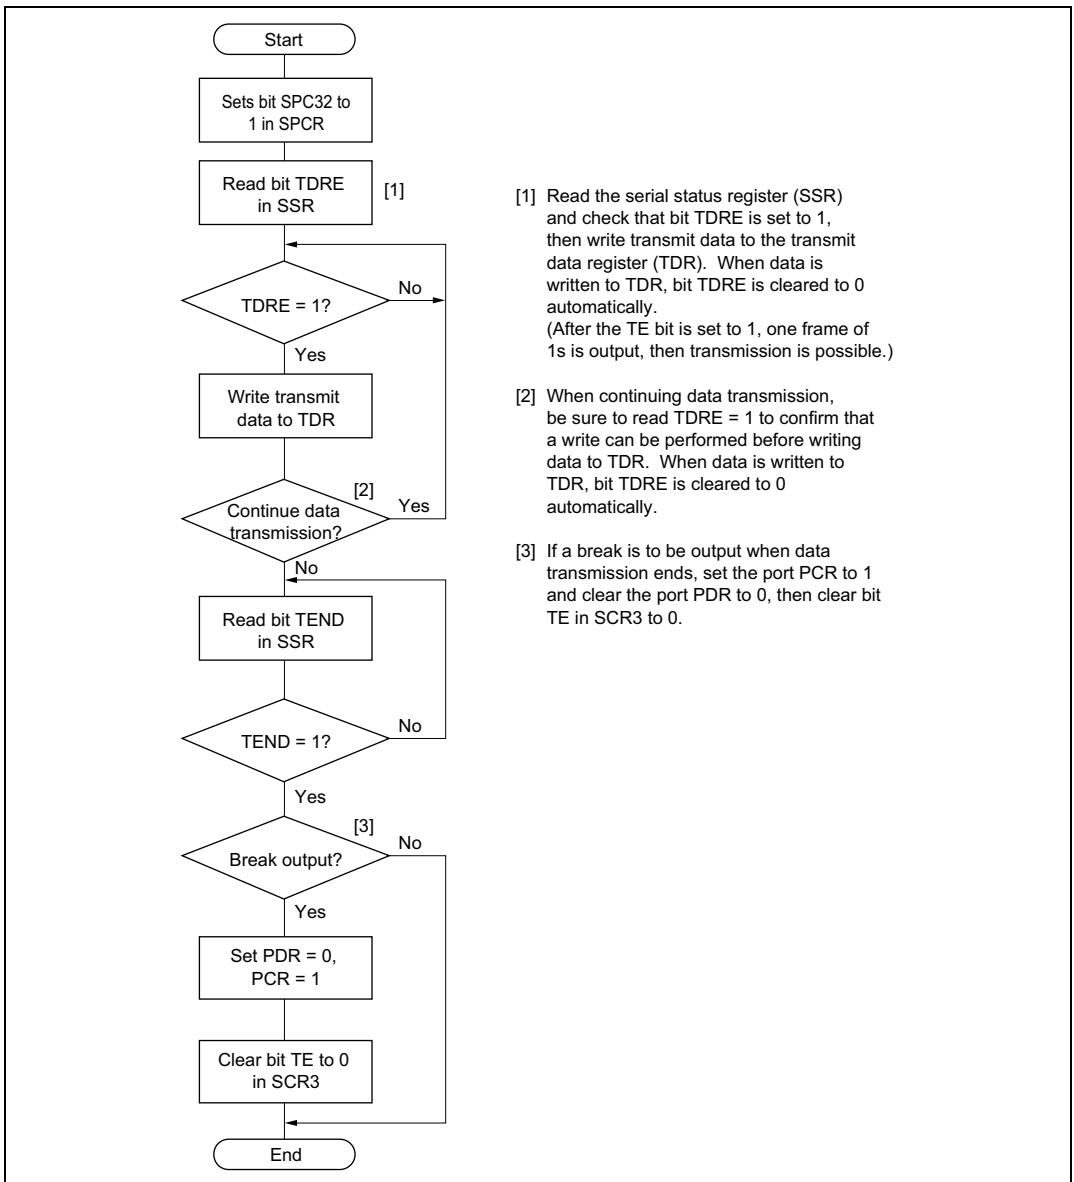 Start
Sets bit SPC32 to
1 in SPCR
Read bit TDRE
in SSR
[1]
TDRE = 1?
No
Yes
Write transmit
data to TDR
[2]
Continue data
transmission?
Yes
No
Read bit TEND
in SSR
TEND = 1?
No
Yes
[3]
Break output?
No
Yes
Set PDR = 0,
PCR = 1
Clear bit TE to 0
in SCR3
End
[1] Read the serial status register (SSR)
and check that bit TDRE is set to 1,
then write transmit data to the transmit
data register (TDR).  When data is
written to TDR, bit TDRE is cleared to 0
automatically.
(After the TE bit is set to 1, one frame of
1s is output, then transmission is possible.)
[2] When continuing data transmission,
be sure to read TDRE = 1 to confirm that
a write can be performed before writing
data to TDR.  When data is written to
TDR, bit TDRE is cleared to 0
automatically.
[3] If a break is to be output when data
transmission ends, set the port PCR to 1
and clear the port PDR to 0, then clear bit
TE in SCR3 to 0.